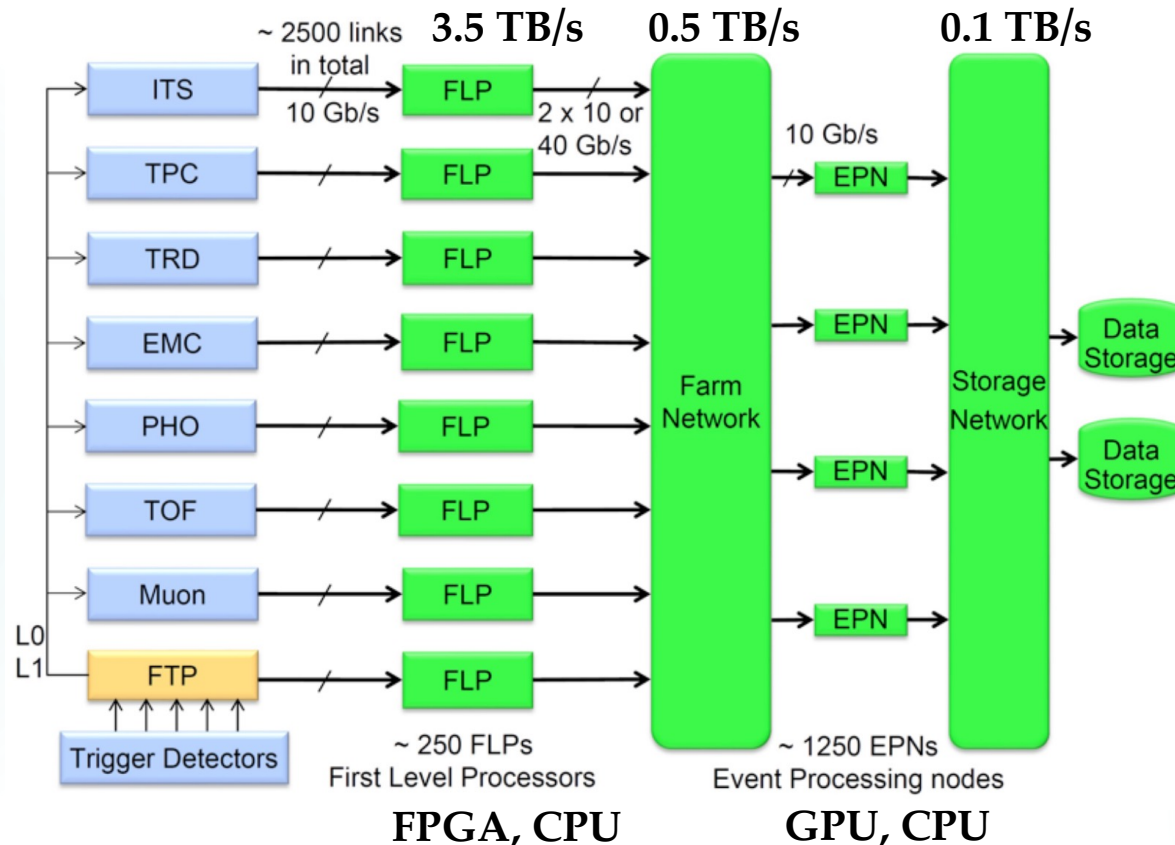 ~ 2500 links
in total
3.5 TB/s
0.5 TB/s
0.1 TB/s
ITS
10 Gb/s
FLP
2 x 10 or
40 Gb/s
10 Gb/s
TPC
FLP
EPN
TRD
FLP
EMC
FLP
EPN
Data
Storage
Farm
Network
Storage
Network
PHO
FLP
EPN
Data
Storage
TOF
FLP
Muon
FLP
EPN
L0
L1
FTP
FLP
Trigger Detectors
~ 250 FLPs
First Level Processors
~ 1250 EPNs
Event Processing nodes
FPGA, CPU
GPU, CPU